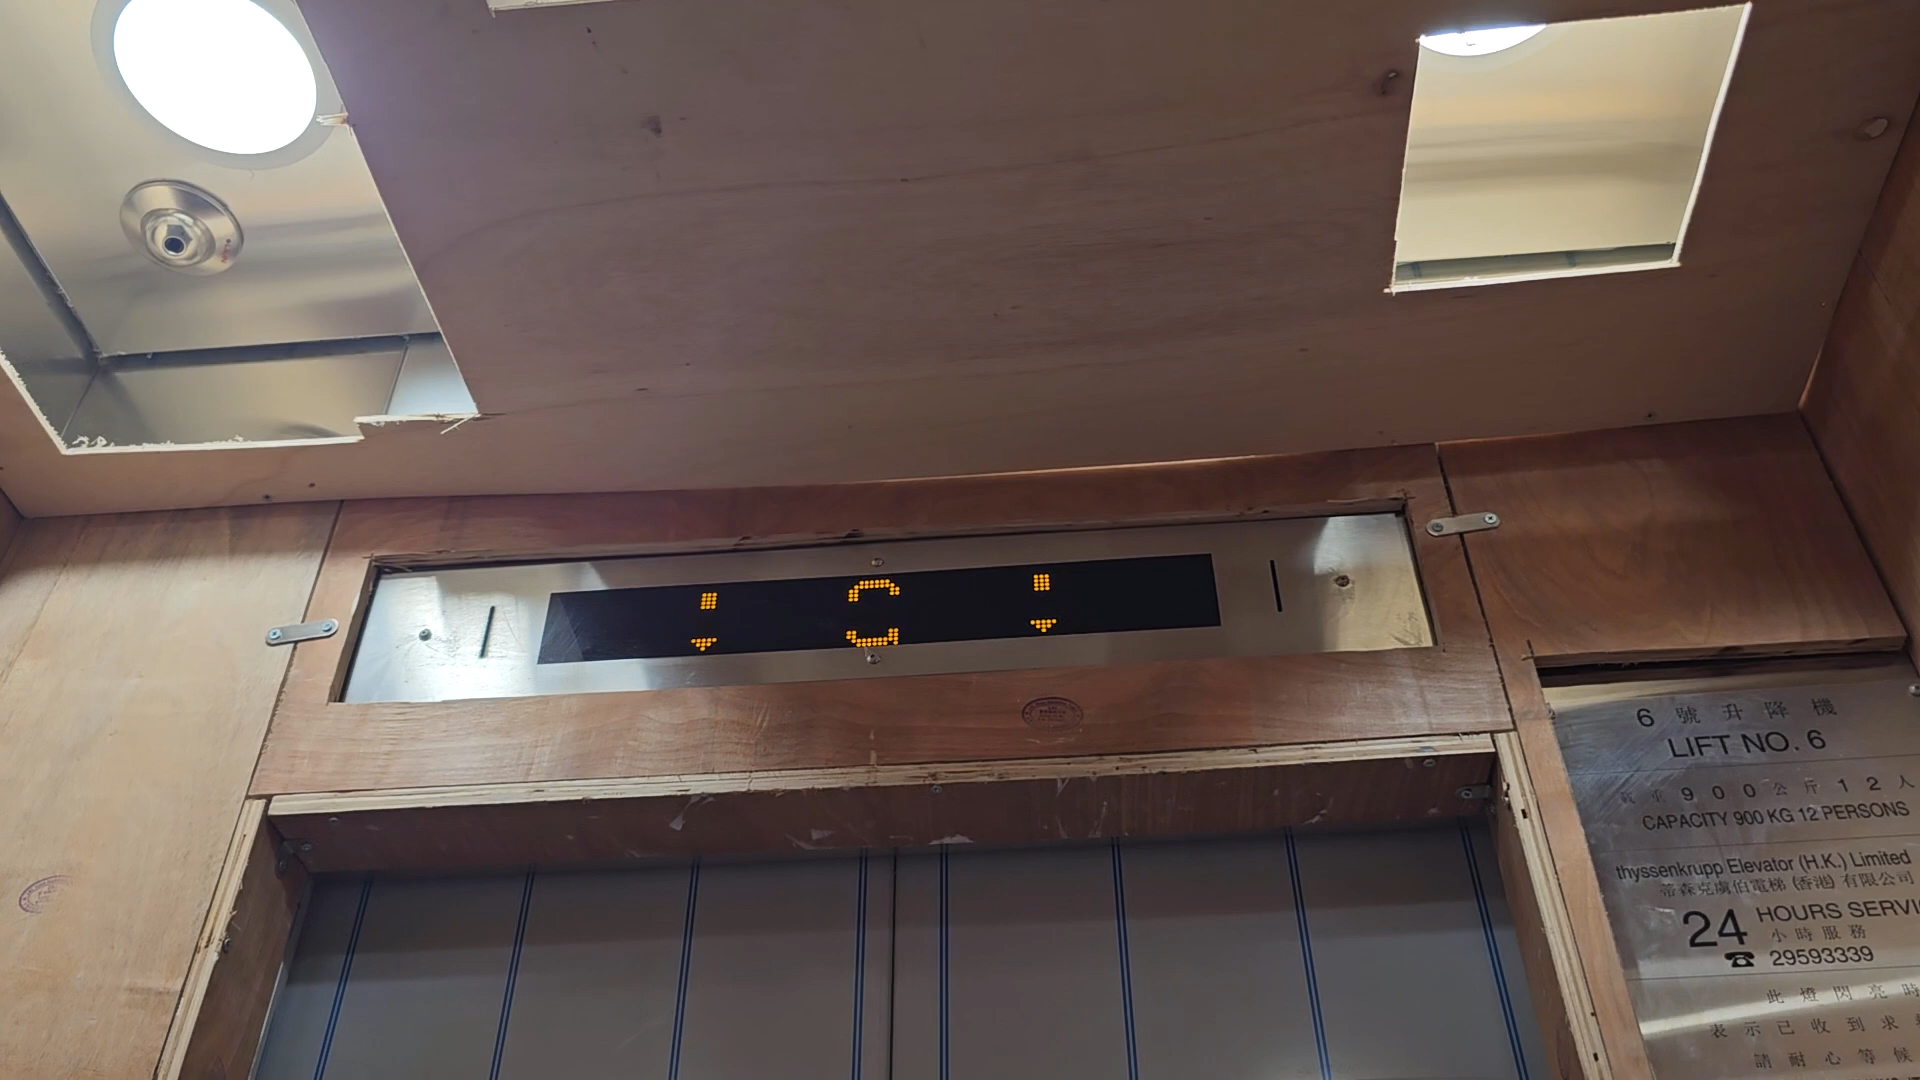 6 號 升 降 機
LIFT NO. 6
載 重 9 0 0 公 斤 1 2 人
CAPACITY 900 KG 12 PERSONS
thyssenkrupp Elevator (H.K.) Limited
蒂森克虜伯電梯 (香港) 有限公司
24 HOURS SERVI
小 時 服 務
☎ 29593339
此 燈 閃 亮 時
表 示 已 收 到 求
請 耐 心 等 候